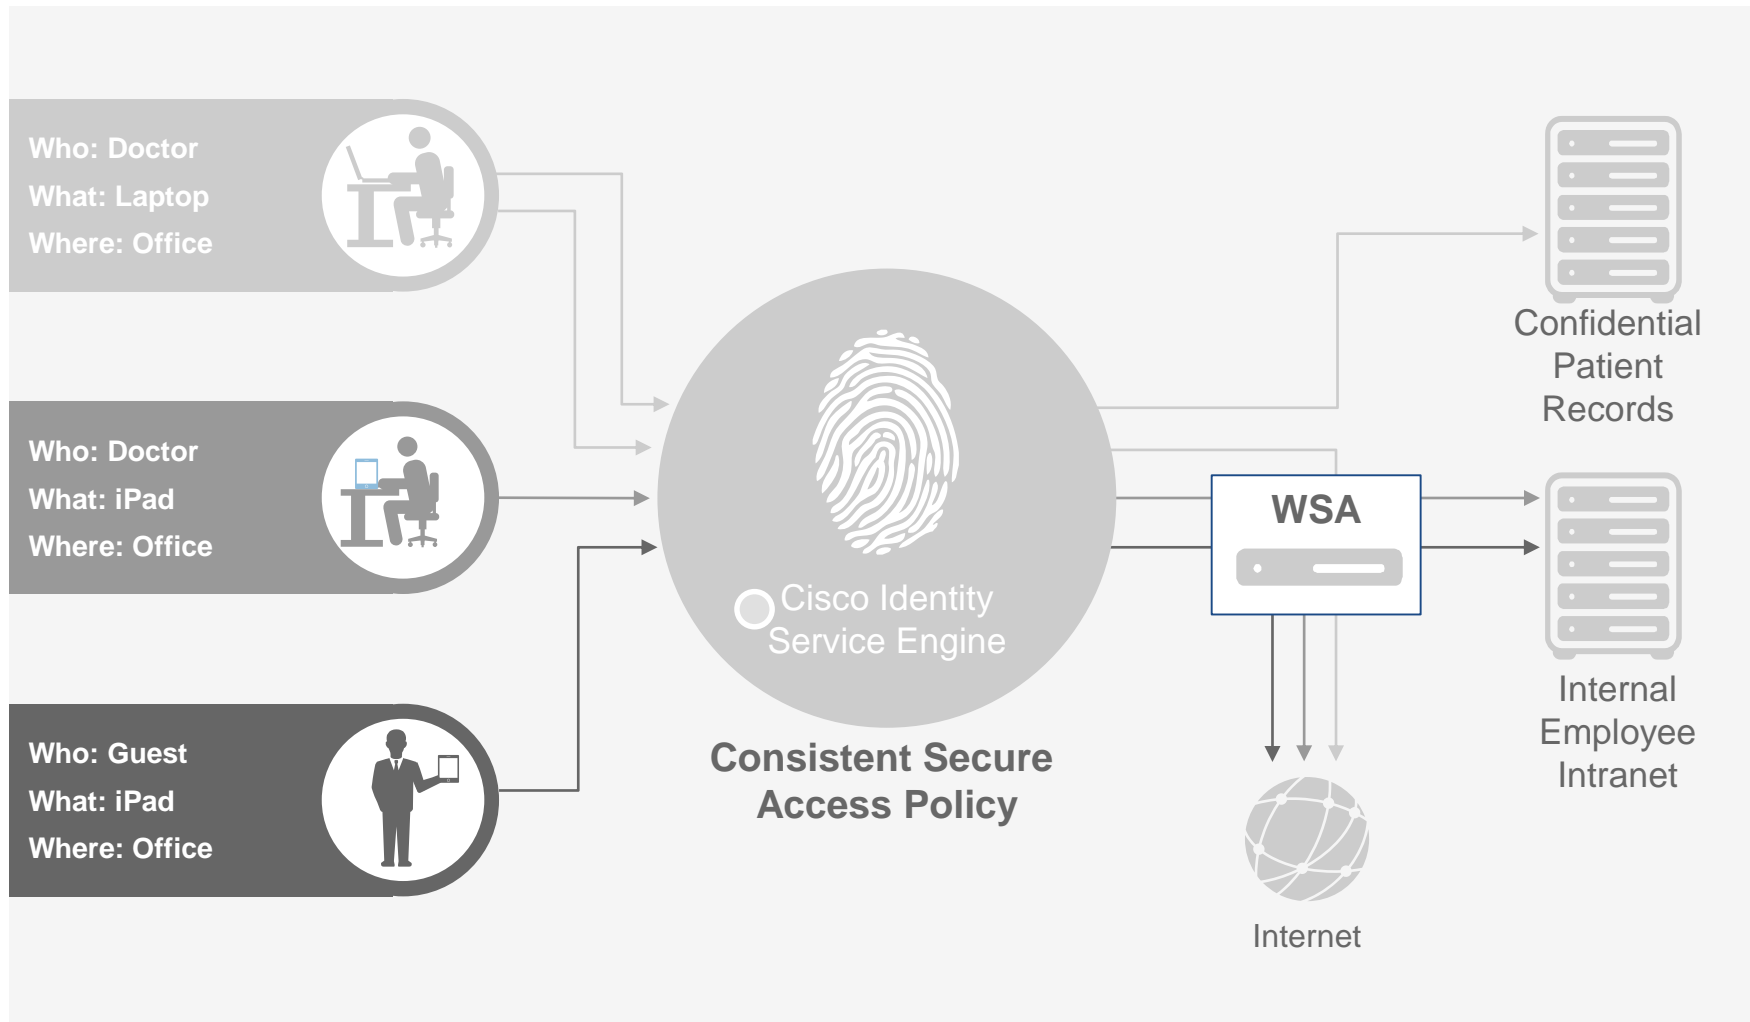 Who: Doctor
What: Laptop
Where: Office
Who: Doctor
What: iPad
Where: Office
Who: Guest
What: iPad
Where: Office
Cisco Identity
Service Engine
Consistent Secure
Access Policy
WSA
Internet
Confidential
Patient
Records
Internal
Employee
Intranet